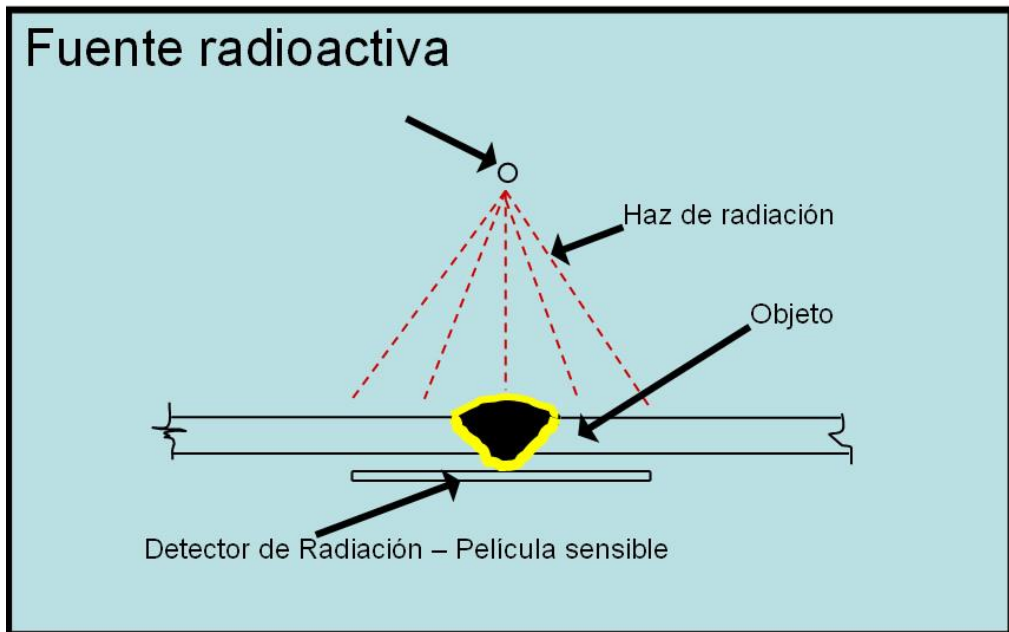 Fuente radioactiva
Haz de radiación
Objeto
Detector de Radiación – Película sensible